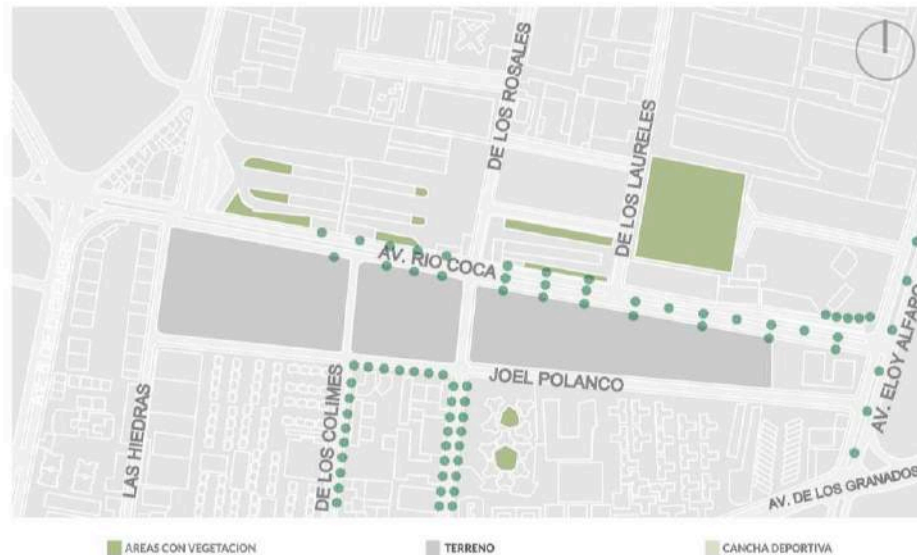 DE LOS ROSALES
DE LOS LAURELES
AV. RIO COCA
AV. ELOY ALFARO
JOEL POLANCO
LAS HIEDRAS
DE LOS COLIMES
AV. DE LOS GRANADOS
AREAS CON VEGETACION
TERRENO
CANCHA DEPORTIVA